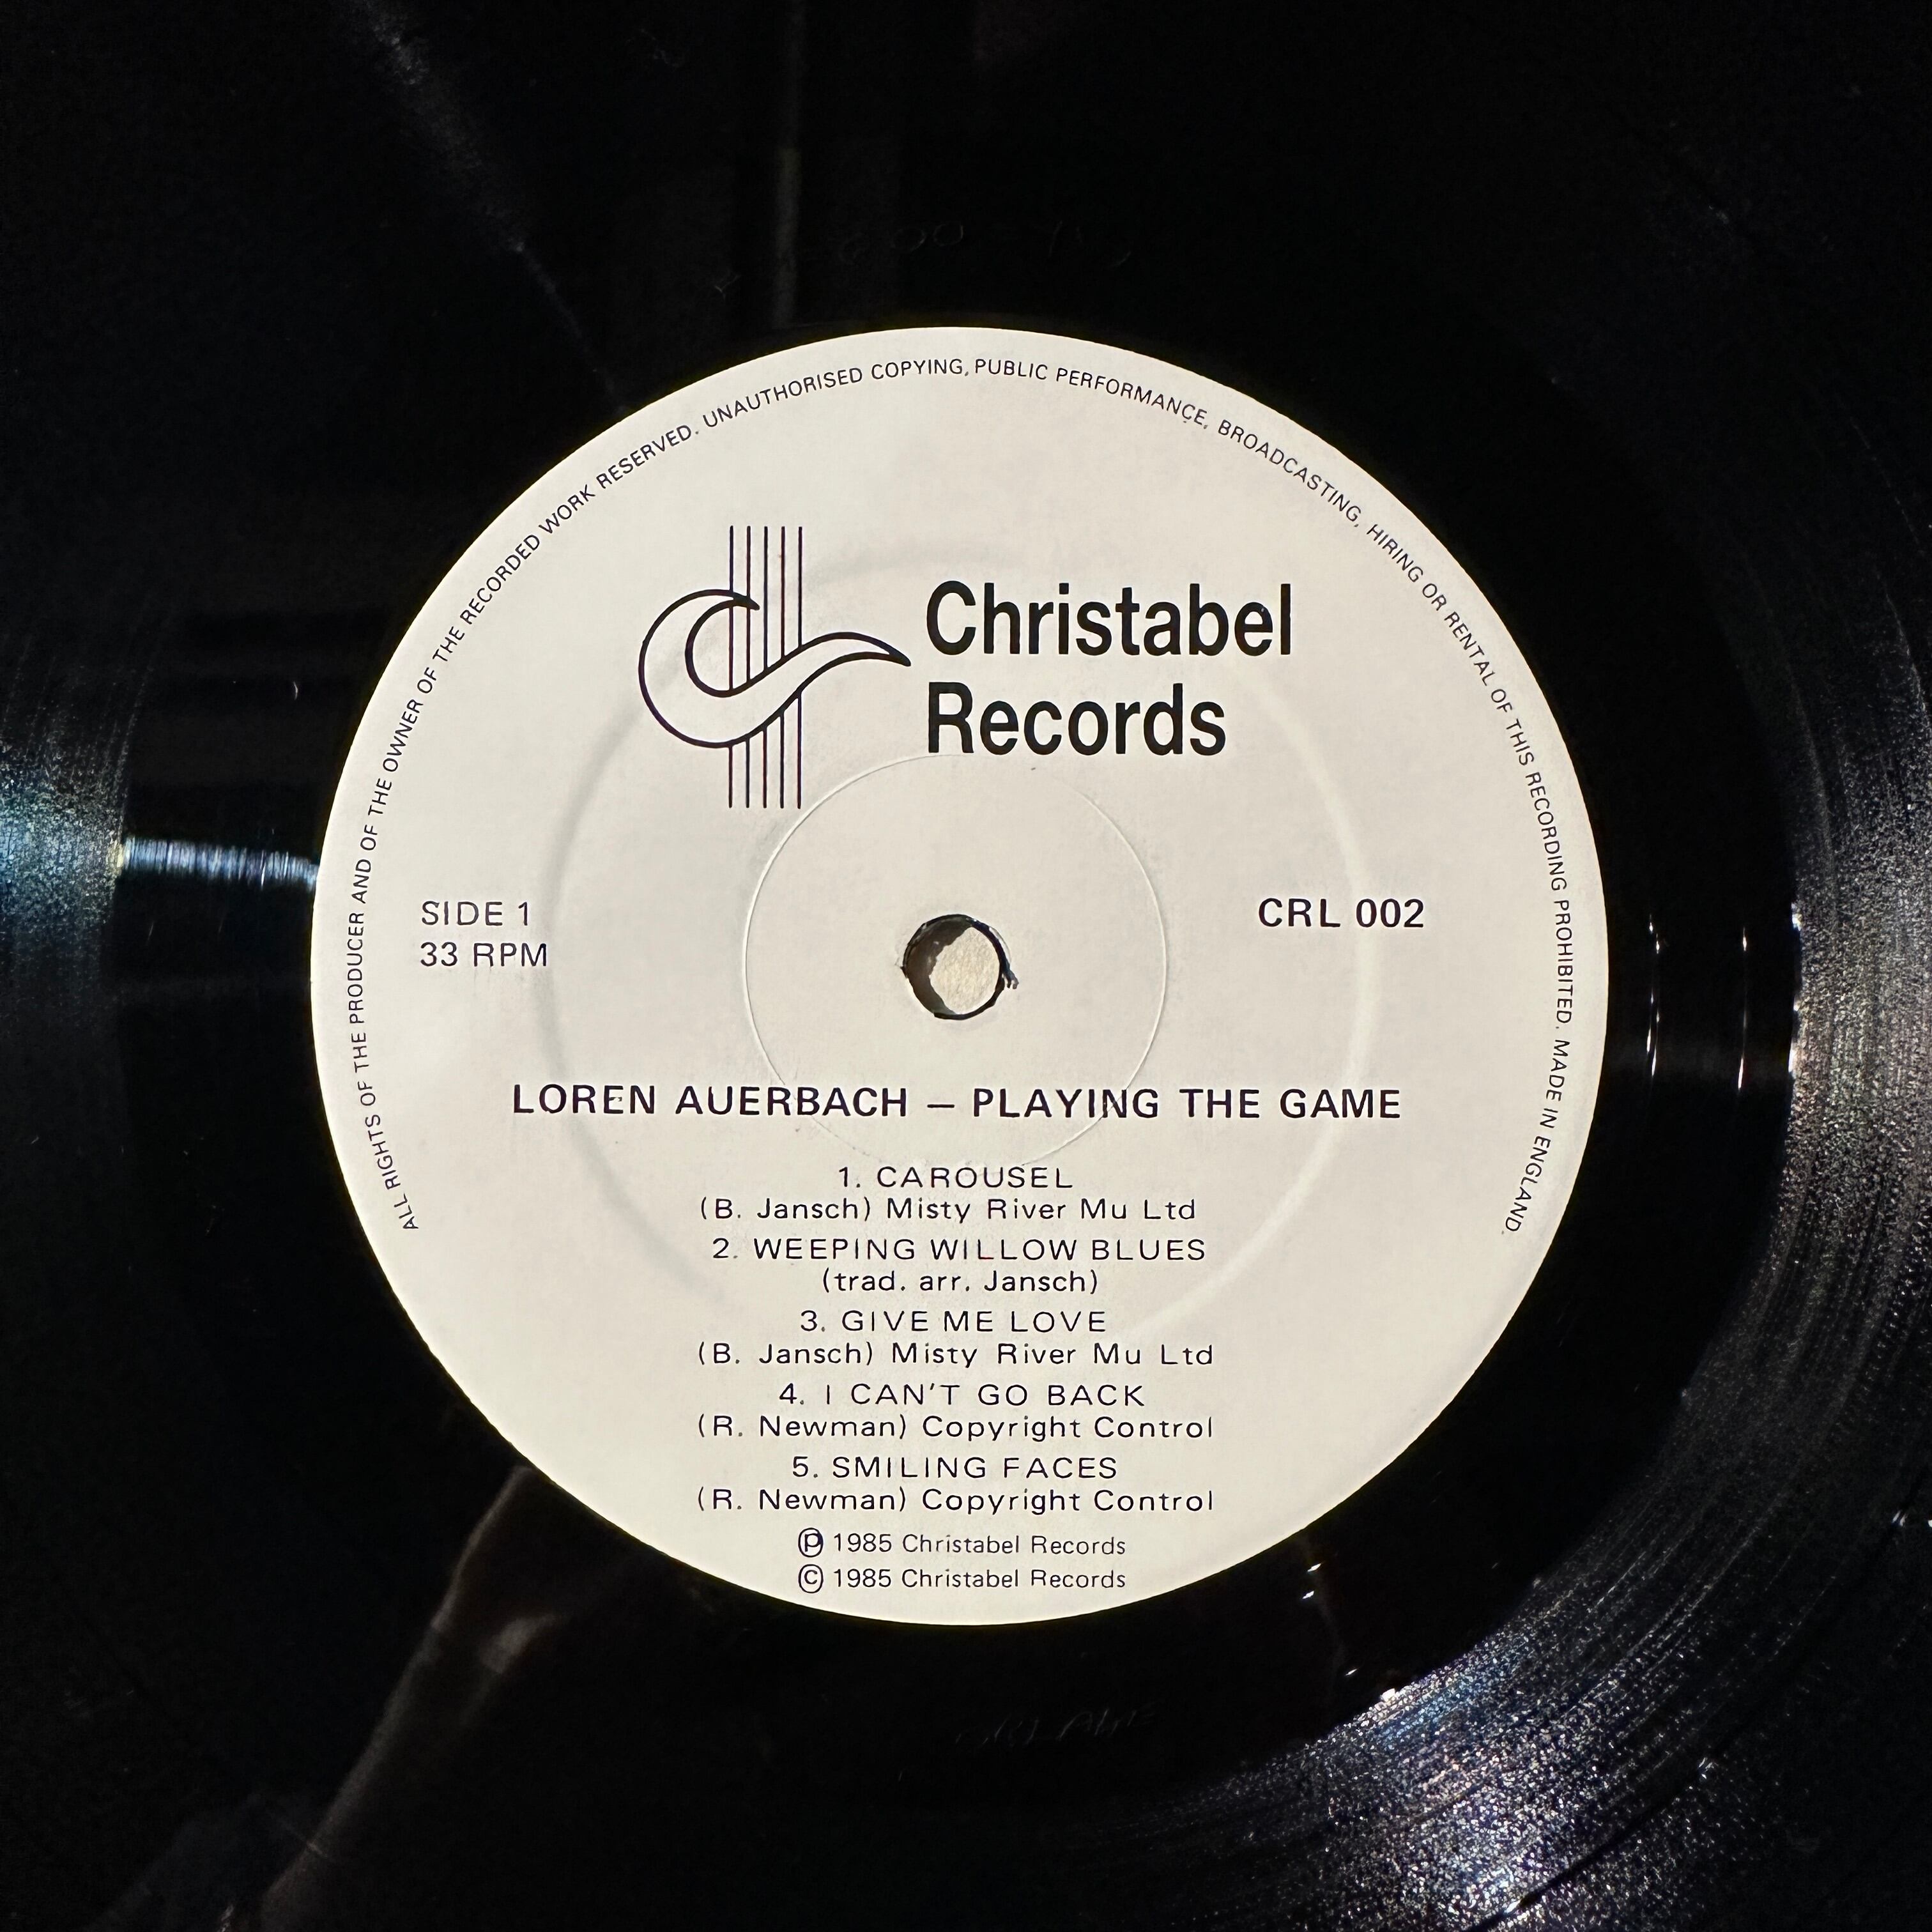 ALL RIGHTS OF THE PRODUCER AND OF THE OWNER OF THE RECORDED WORK RESERVED. UNAUTHORISED COPYING, PUBLIC PERFORMANCE, BROADCASTING, HIRING OR RENTAL OF THIS RECORDING PROHIBITED. MADE IN ENGLAND.
Christabel
Records
SIDE 1
33 RPM
CRL 002
LOREN AUERBACH – PLAYING THE GAME
1. CAROUSEL
(B. Jansch) Misty River Mu Ltd
2. WEEPING WILLOW BLUES
(trad. arr. Jansch)
3. GIVE ME LOVE
(B. Jansch) Misty River Mu Ltd
4. I CAN'T GO BACK
(R. Newman) Copyright Control
5. SMILING FACES
(R. Newman) Copyright Control
Ⓟ 1985 Christabel Records
© 1985 Christabel Records